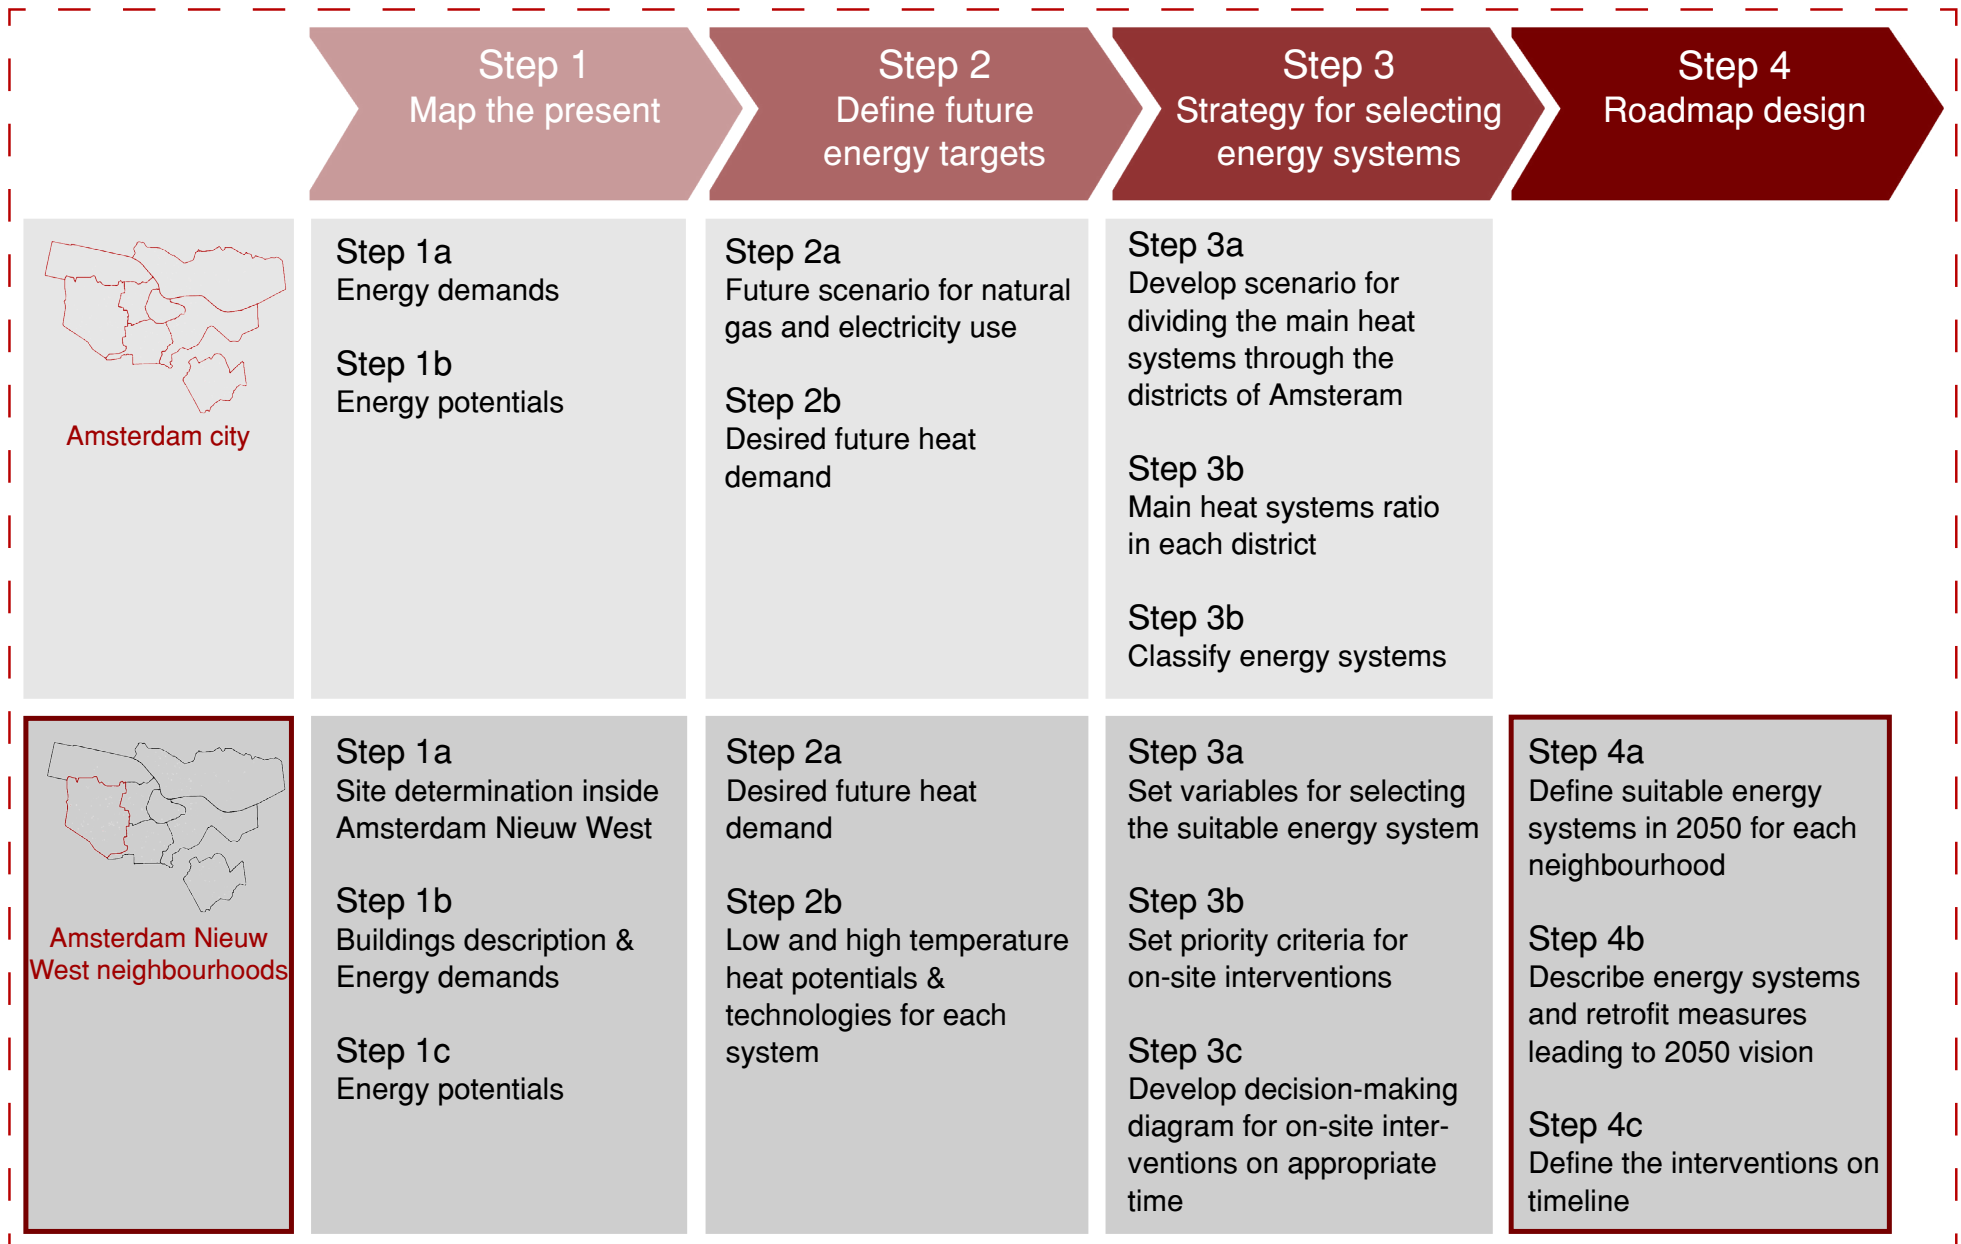 Step 1
Map the present
Step 2
Define future
energy targets
Step 3
Strategy for selecting
energy systems
Step 4
Roadmap design
Amsterdam city
Step 1a
Energy demands
Step 1b
Energy potentials
Step 2a
Future scenario for natural
gas and electricity use
Step 2b
Desired future heat
demand
Step 3a
Develop scenario for
dividing the main heat
systems through the
districts of Amsteram
Step 3b
Main heat systems ratio
in each district
Step 3b
Classify energy systems
Amsterdam Nieuw
West neighbourhoods
Step 1a
Site determination inside
Amsterdam Nieuw West
Step 1b
Buildings description &
Energy demands
Step 1c
Energy potentials
Step 2a
Desired future heat
demand
Step 2b
Low and high temperature
heat potentials &
technologies for each
system
Step 3a
Set variables for selecting
the suitable energy system
Step 3b
Set priority criteria for
on-site interventions
Step 3c
Develop decision-making
diagram for on-site inter-
ventions on appropriate
time
Step 4a
Define suitable energy
systems in 2050 for each
neighbourhood
Step 4b
Describe energy systems
and retrofit measures
leading to 2050 vision
Step 4c
Define the interventions on
timeline